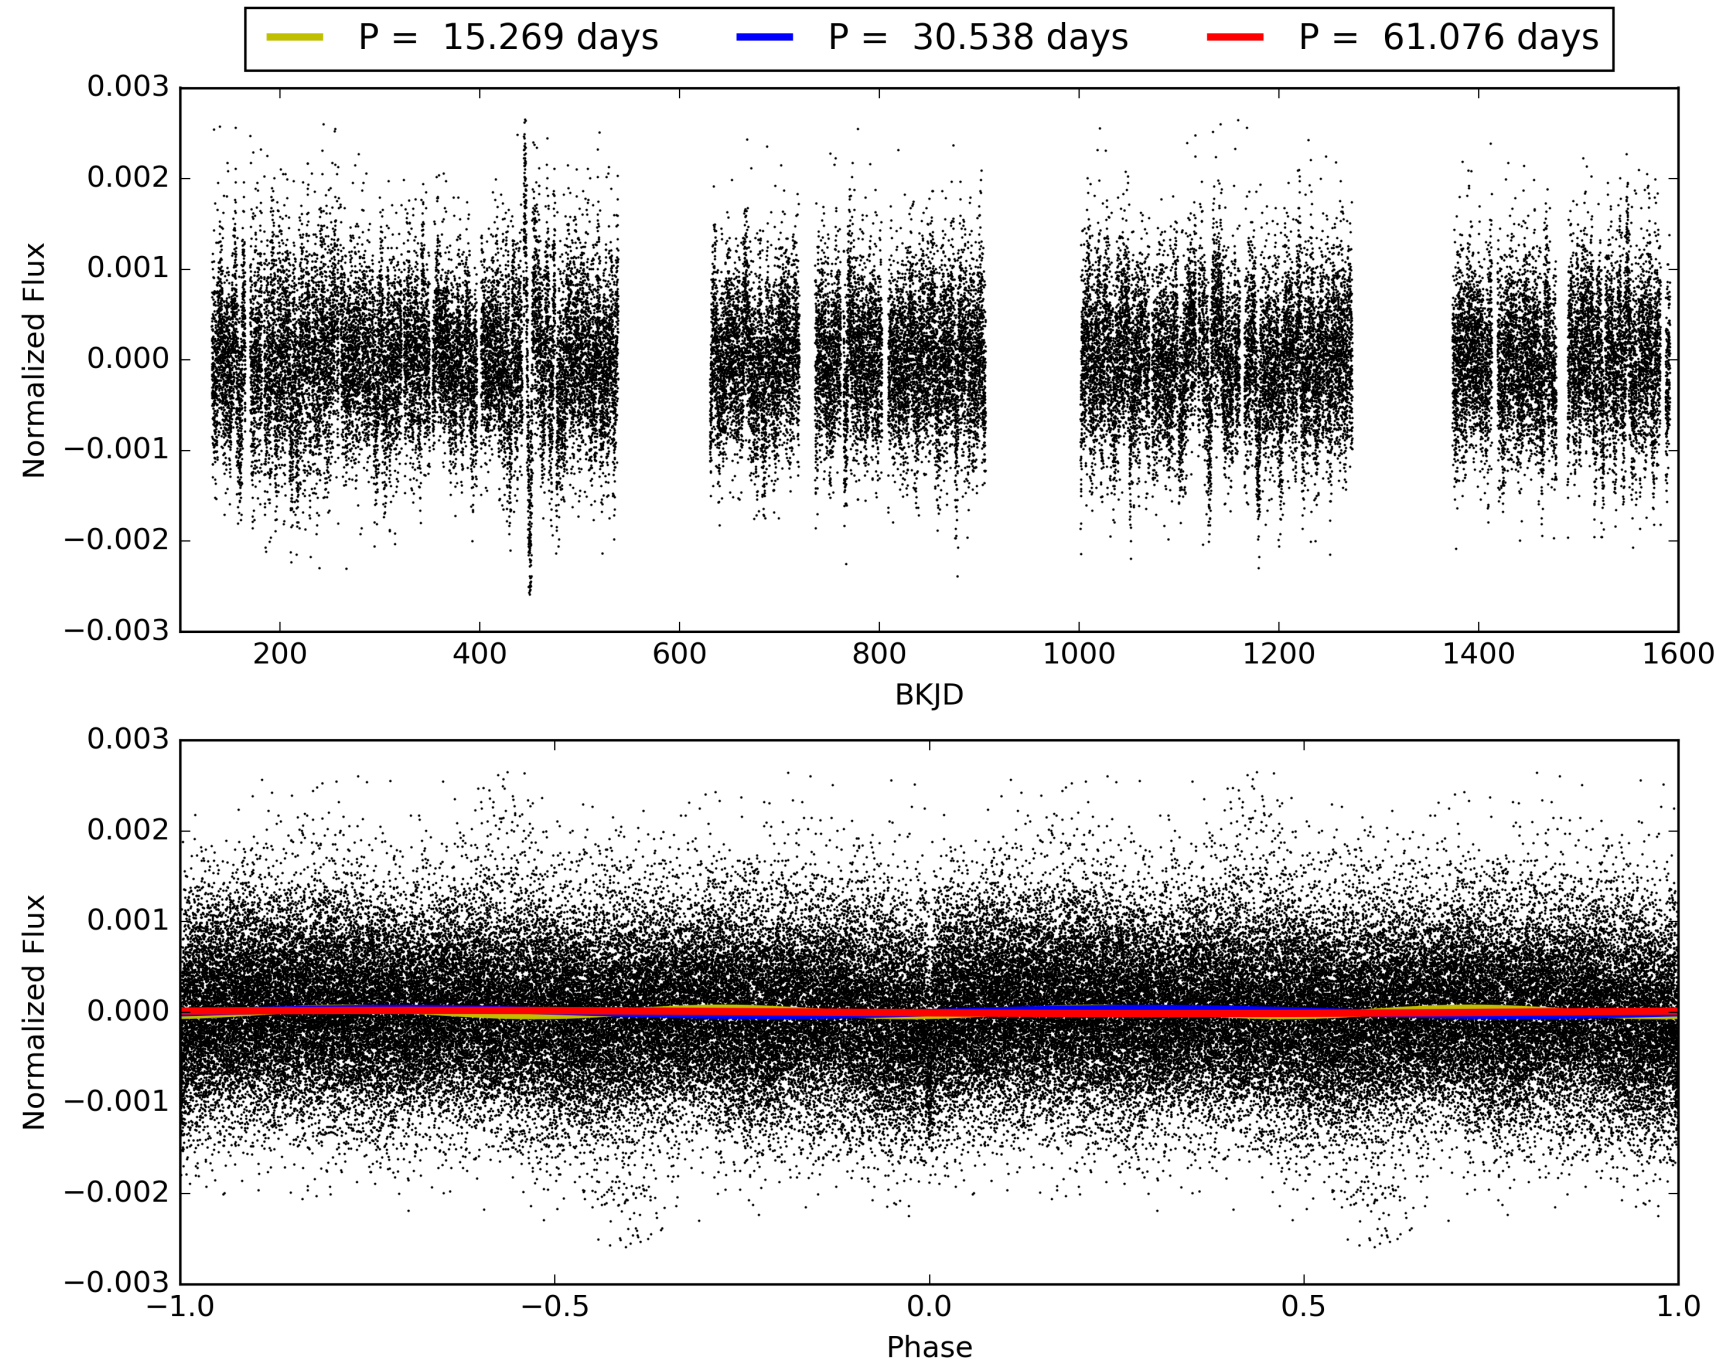 P = 15.269 days P = 30.538 days P = 61.076 days
0.003
0.002
0.001
0.000
−0.001
−0.002
−0.003
Normalized Flux
200 400 600 800 1000 1200 1400 1600
BKJD
0.003
0.002
0.001
0.000
−0.001
−0.002
−0.003
Normalized Flux
−1.0 −0.5 0.0 0.5 1.0
Phase